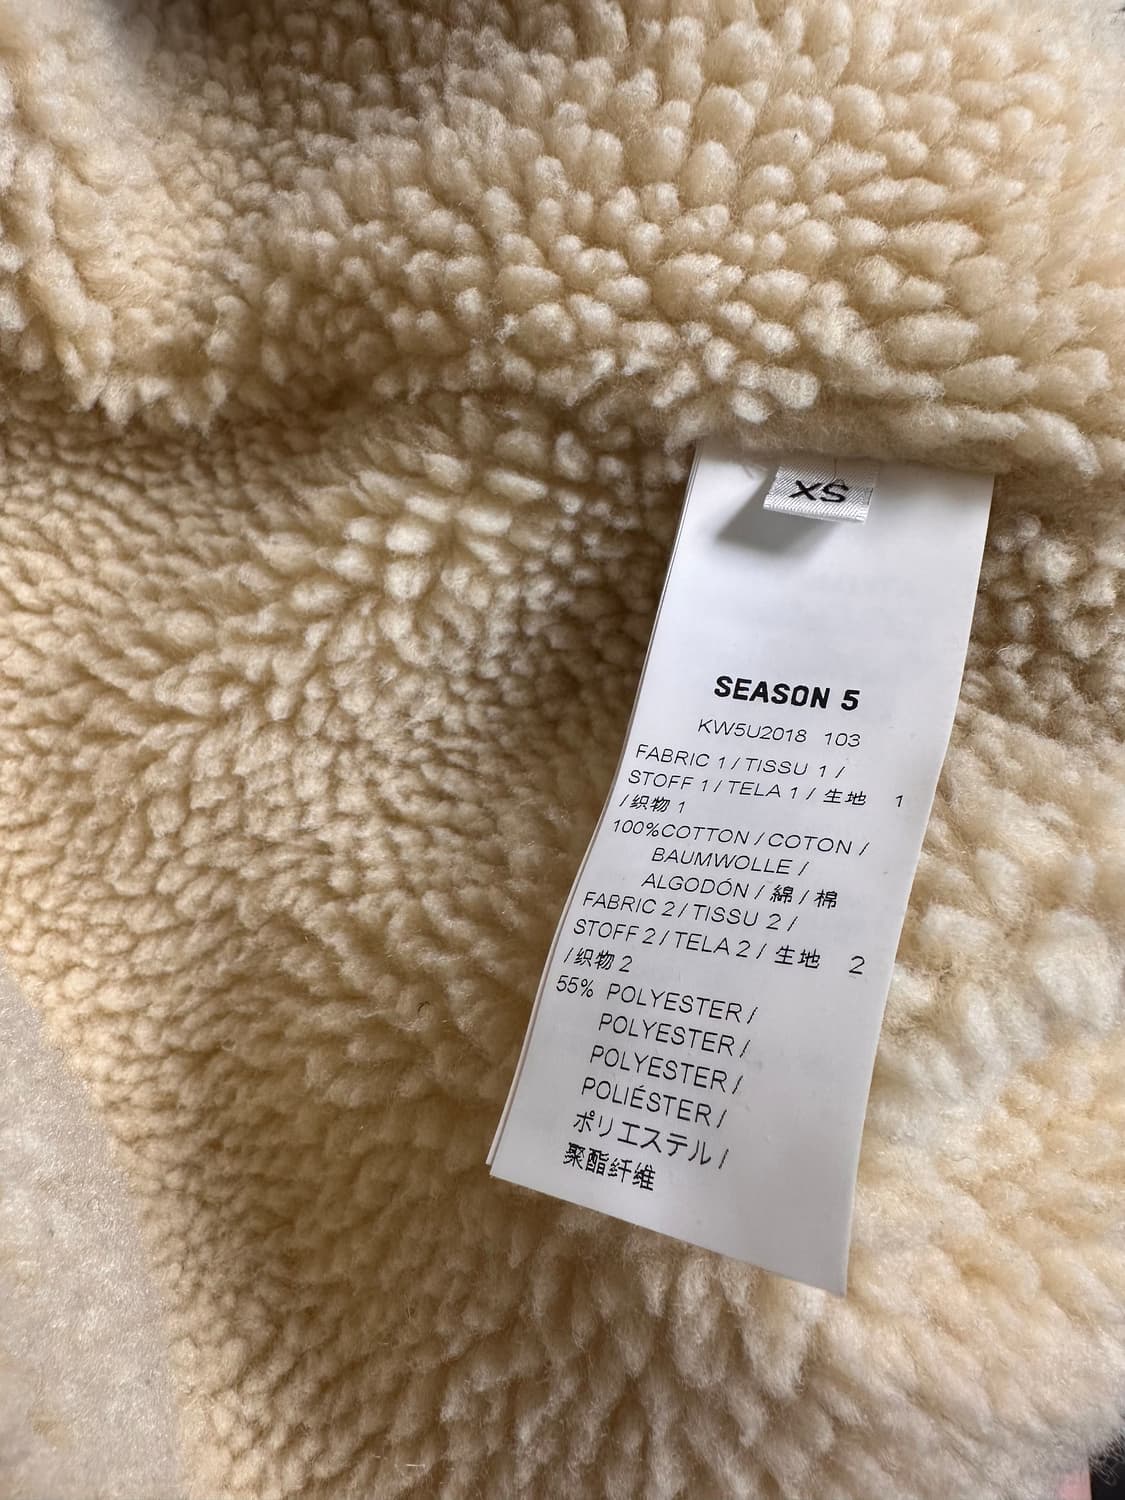 XS
SEASON 5
KW5U2018 103
FABRIC 1 / TISSU 1 /
STOFF 1 / TELA 1 / 生地 1
/ 织物 1
100%COTTON / COTON /
BAUMWOLLE /
ALGODÓN / 綿 / 棉
FABRIC 2 / TISSU 2 /
STOFF 2 / TELA 2 / 生地 2
/ 织物 2
55% POLYESTER /
POLYESTER /
POLYESTER /
POLIÉSTER /
ポリエステル /
聚酯纤维